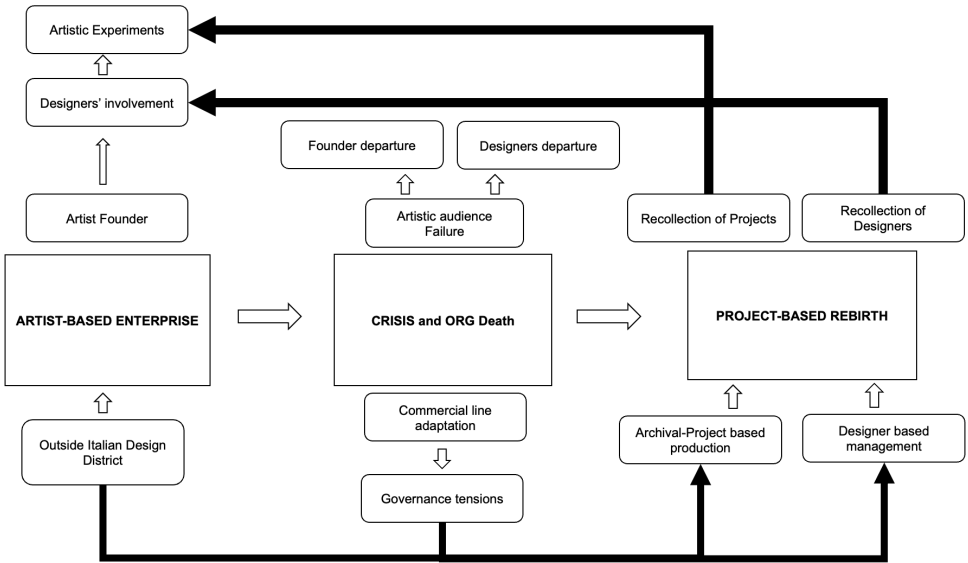 Artistic Experiments
Designers' involvement
Founder departure
Designers departure
Artist Founder
Artistic audience
Failure
Recollection of Projects
Recollection of
Designers
ARTIST-BASED ENTERPRISE
CRISIS and ORG Death
PROJECT-BASED REBIRTH
Outside Italian Design
District
Commercial line
adaptation
Archival-Project based
production
Designer based
management
Governance tensions